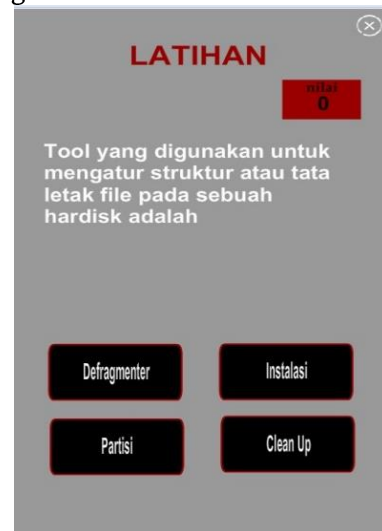 LATIHAN
nilai
0
Tool yang digunakan untuk
mengatur struktur atau tata
letak file pada sebuah
hardisk adalah
Defragmenter
Instalasi
Partisi
Clean Up